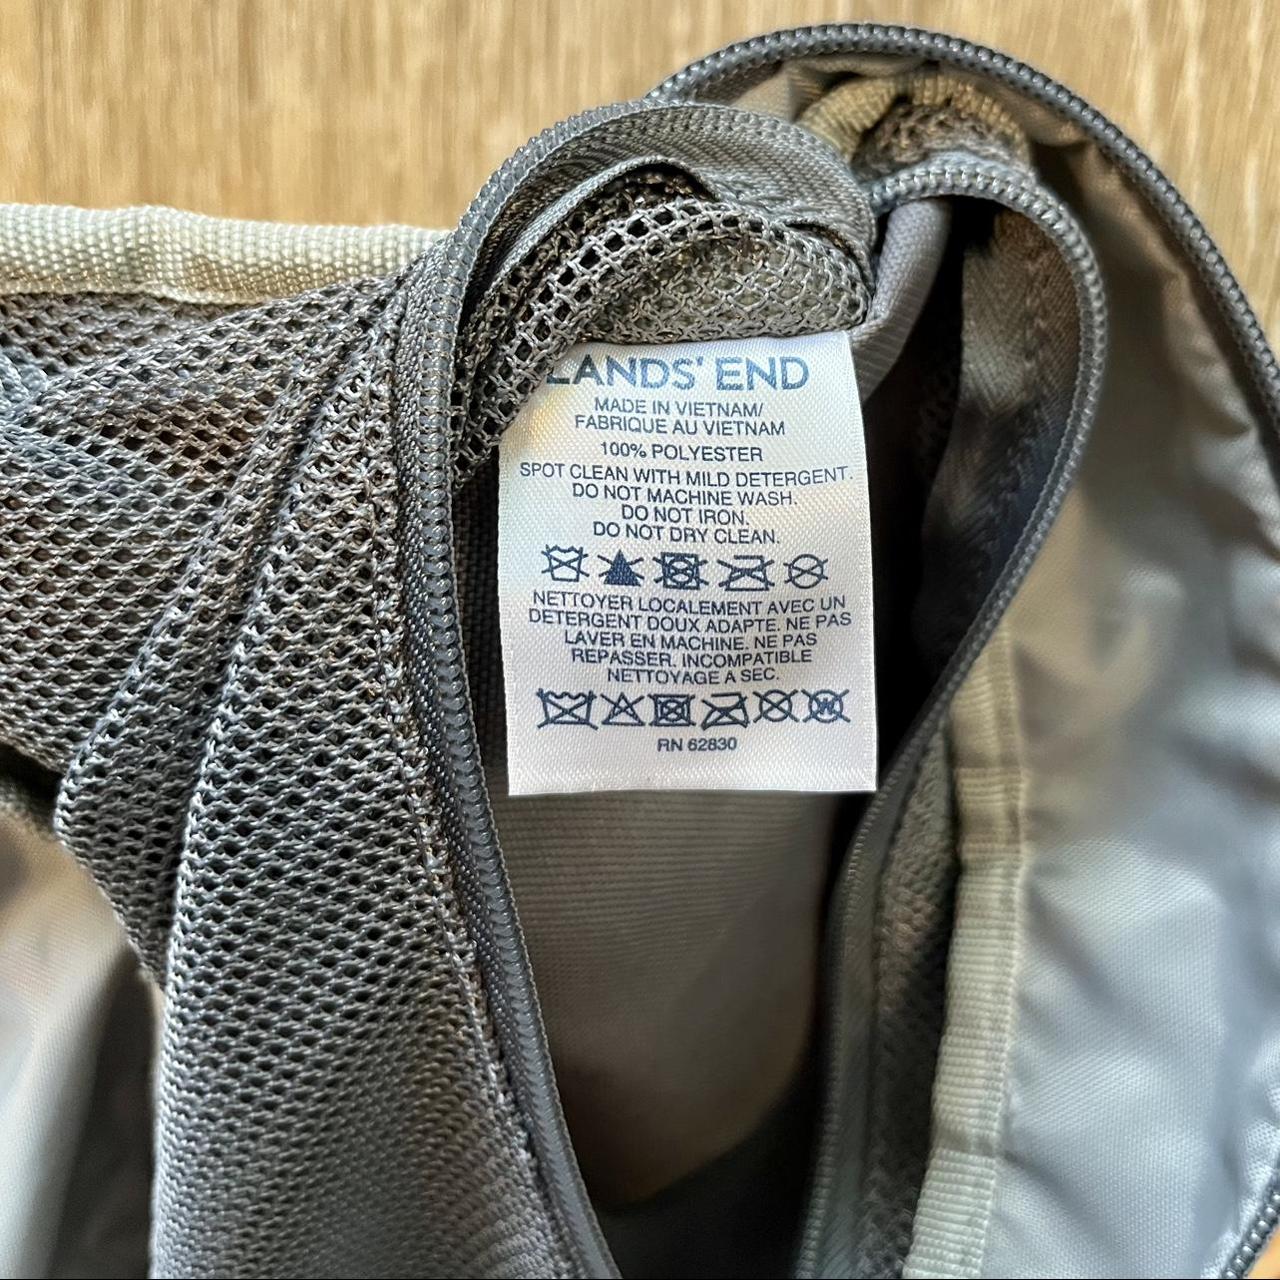 LANDS' END
MADE IN VIETNAM/
FABRIQUE AU VIETNAM
100% POLYESTER
SPOT CLEAN WITH MILD DETERGENT.
DO NOT MACHINE WASH.
DO NOT IRON.
DO NOT DRY CLEAN.
NETTOYER LOCALEMENT AVEC UN
DETERGENT DOUX ADAPTE. NE PAS
LAVER EN MACHINE. NE PAS
REPASSER. INCOMPATIBLE
NETTOYAGE A SEC.
W
RN 62830